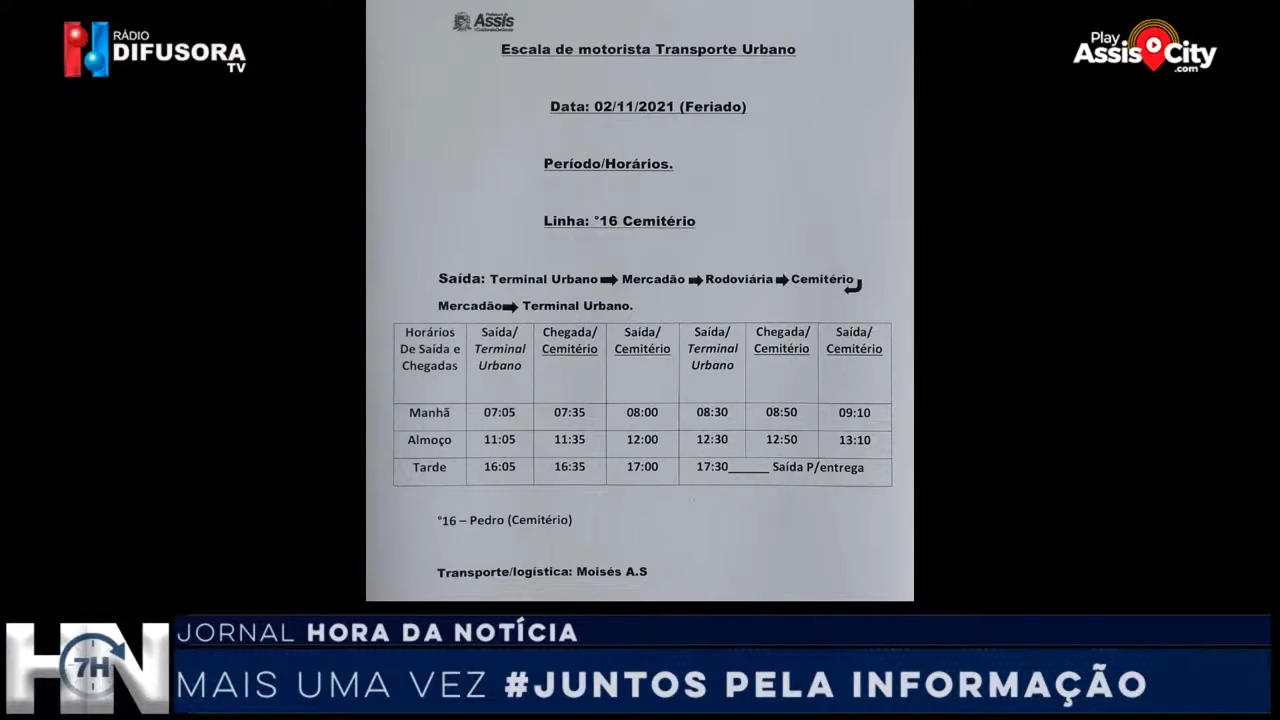 RÁDIO
DIFUSORA
TV
Play
AssisCity
.com
Prefeitura de
Assis
Escala de motorista Transporte Urbano
Data: 02/11/2021 (Feriado)
Período/Horários.
Linha: °16 Cemitério
Saída: Terminal Urbano➡ Mercadão ➡ Rodoviária ➡Cemitério
Mercadão➡ Terminal Urbano.
Horários De Saída e Chegadas Saída/ Terminal Urbano Chegada/ Cemitério Saída/ Cemitério Saída/ Terminal Urbano Chegada/ Cemitério Saída/ Cemitério
Manhã 07:05 07:35 08:00 08:30 08:50 09:10
Almoço 11:05 11:35 12:00 12:30 12:50 13:10
Tarde 16:05 16:35 17:00 17:30______ Saída P/entrega
°16 – Pedro (Cemitério)
Transporte/logística: Moisés A.S
HN
7H
JORNAL HORA DA NOTÍCIA
MAIS UMA VEZ #JUNTOS PELA INFORMAÇÃO